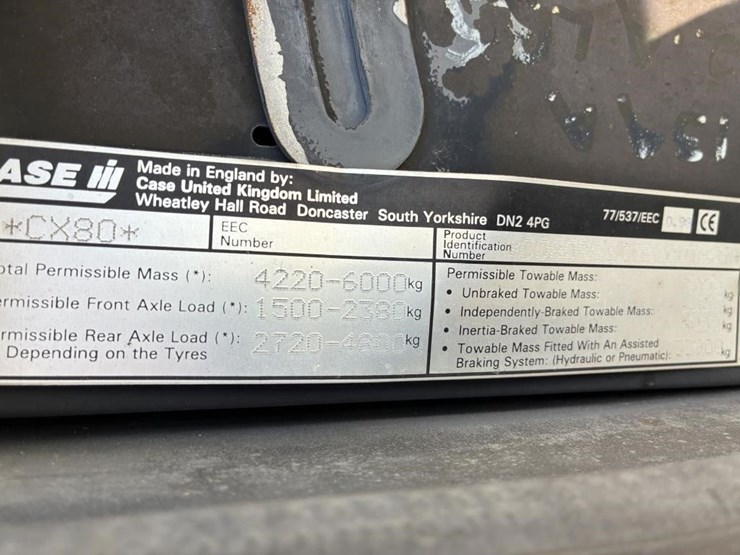 ASE IH
Made in England by:
Case United Kingdom Limited
Wheatley Hall Road Doncaster South Yorkshire DN2 4PG
77/537/EEC
CE
*CX80*
EEC
Number
Product
Identification
Number
otal Permissible Mass (*): 4220-6000kg
ermissible Front Axle Load (*): 1500-2380kg
rmissible Rear Axle Load (*): 2720- kg
Depending on the Tyres
Permissible Towable Mass:
• Unbraked Towable Mass: kg
• Independently-Braked Towable Mass: kg
• Inertia-Braked Towable Mass: kg
• Towable Mass Fitted With An Assisted
Braking System: (Hydraulic or Pneumatic): kg